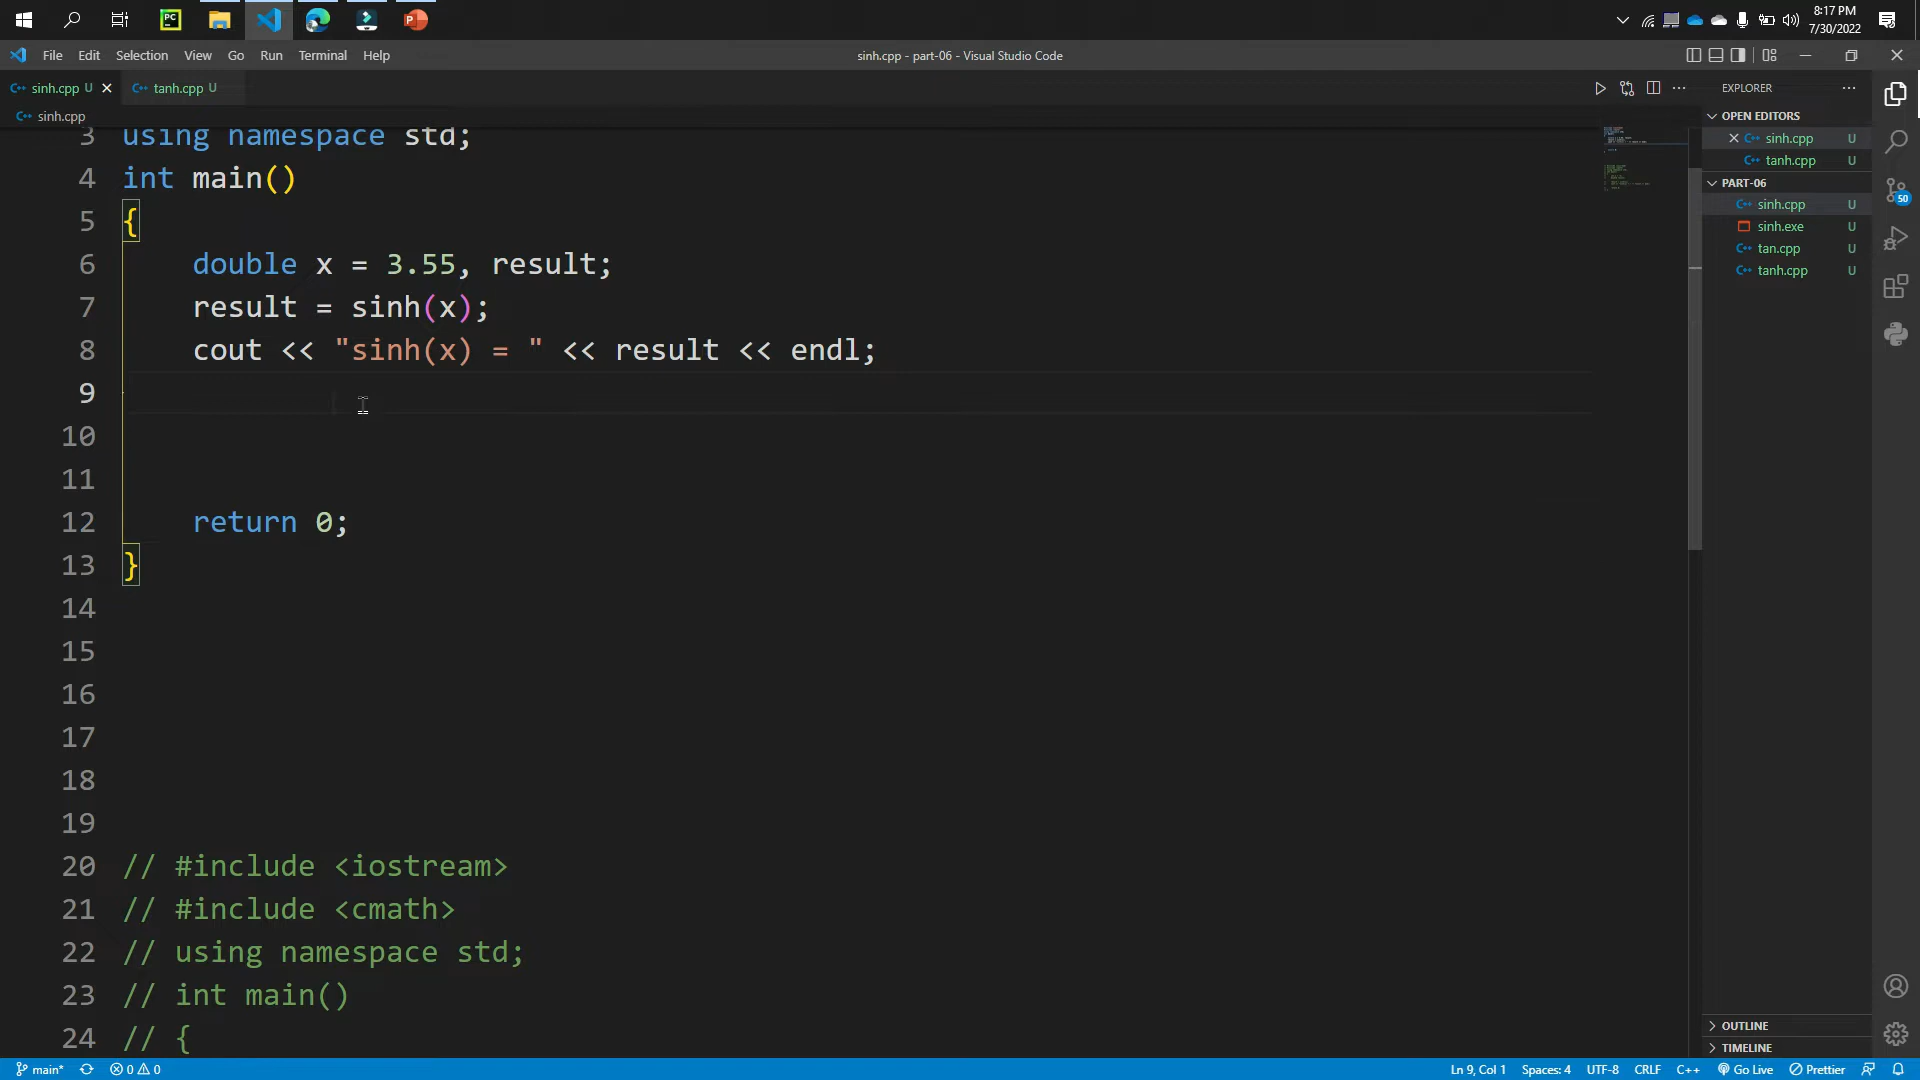 8:17 PM
7/30/2022
File Edit Selection View Go Run Terminal Help
sinh.cpp - part-06 - Visual Studio Code
sinh.cpp U
tanh.cpp U
EXPLORER
sinh.cpp
OPEN EDITORS
sinh.cpp U
tanh.cpp U
PART-06
sinh.cpp U
sinh.exe U
tan.cpp U
tanh.cpp U
50
3 using namespace std;
4 int main()
5 {
6 double x = 3.55, result;
7 result = sinh(x);
8 cout << "sinh(x) = " << result << endl;
9
10
11
12 return 0;
13 }
14
15
16
17
18
19
20 // #include <iostream>
21 // #include <cmath>
22 // using namespace std;
23 // int main()
24 // {
OUTLINE
TIMELINE
main* 0 0 Ln 9, Col 1 Spaces: 4 UTF-8 CRLF C++ Go Live Prettier